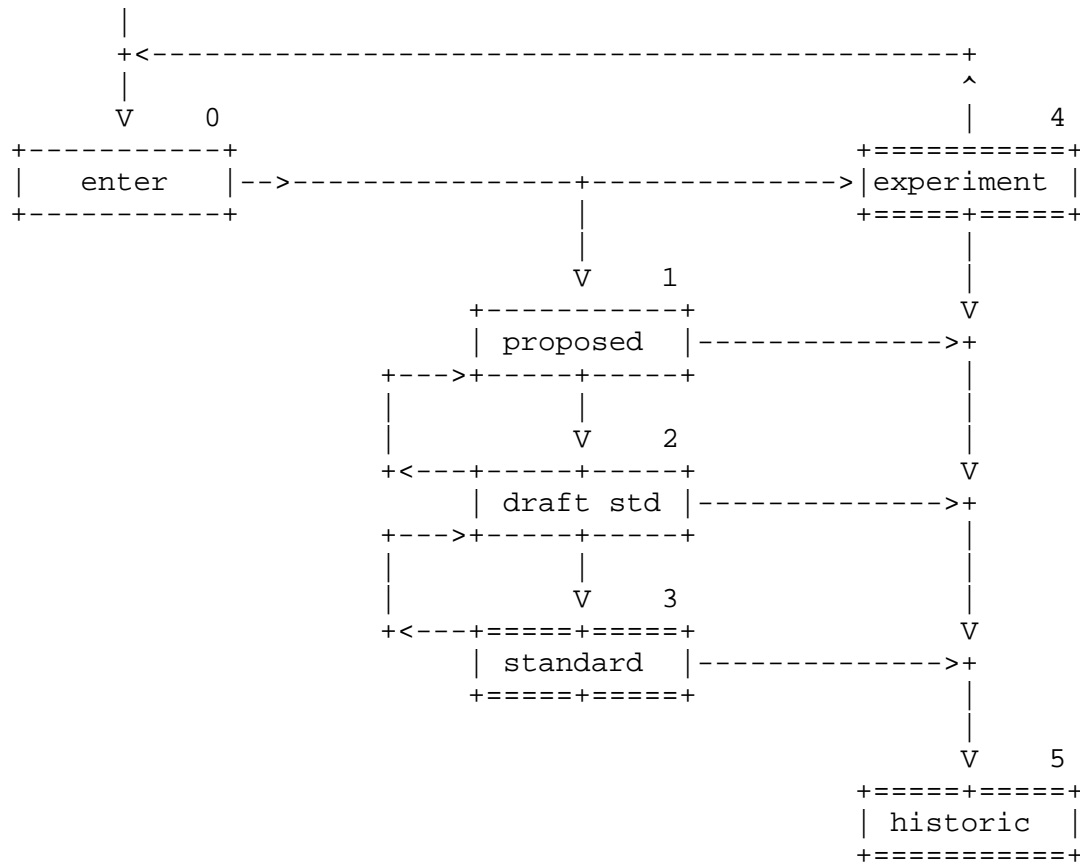 0
4
enter
experiment
1
proposed
2
draft std
3
standard
5
historic